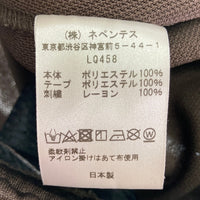 (株) ネペンテス
東京都渋谷区神宮前5-44-1
LQ458
本体 ポリエステル100%
テープ ポリエステル100%
刺繍 レーヨン 100%
柔軟剤禁止
アイロン掛けはあて布使用
日本製